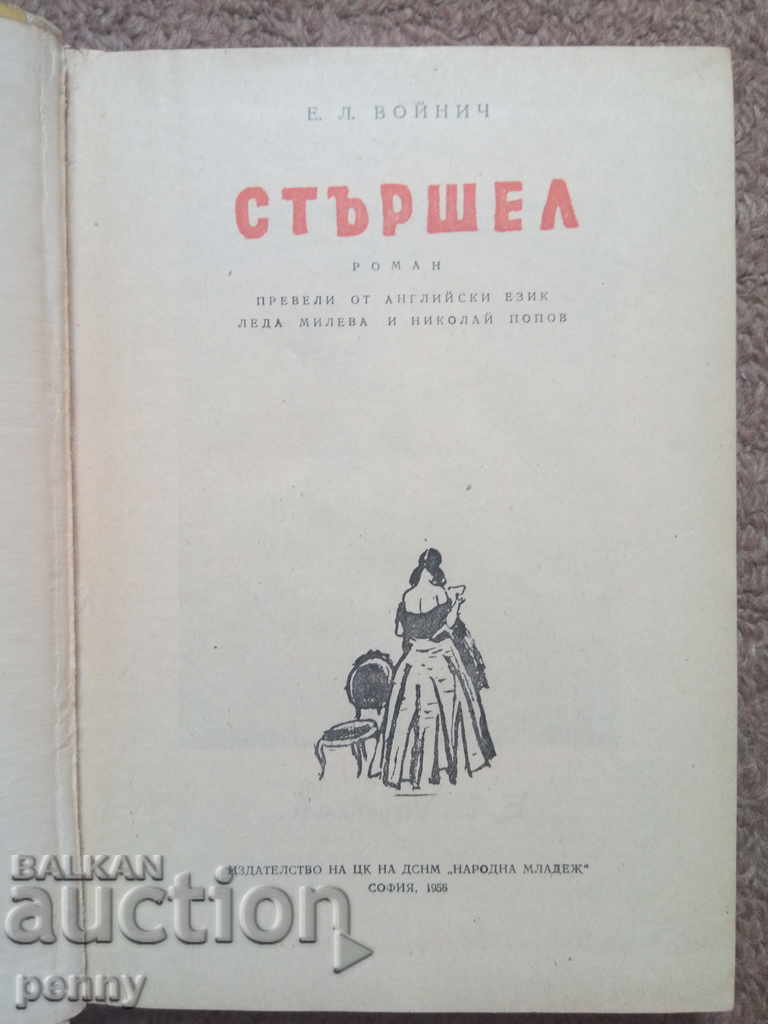 Е. Л. ВОЙНИЧ
СТЪРШЕЛ
РОМАН
ПРЕВЕЛИ ОТ АНГЛИЙСКИ ЕЗИК
ЛЕДА МИЛЕВА И НИКОЛАЙ ПОПОВ
ИЗДАТЕЛСТВО НА ЦК НА ДСНМ „НАРОДНА МЛАДЕЖ“
СОФИЯ, 1956
BALKAN
auction
penny